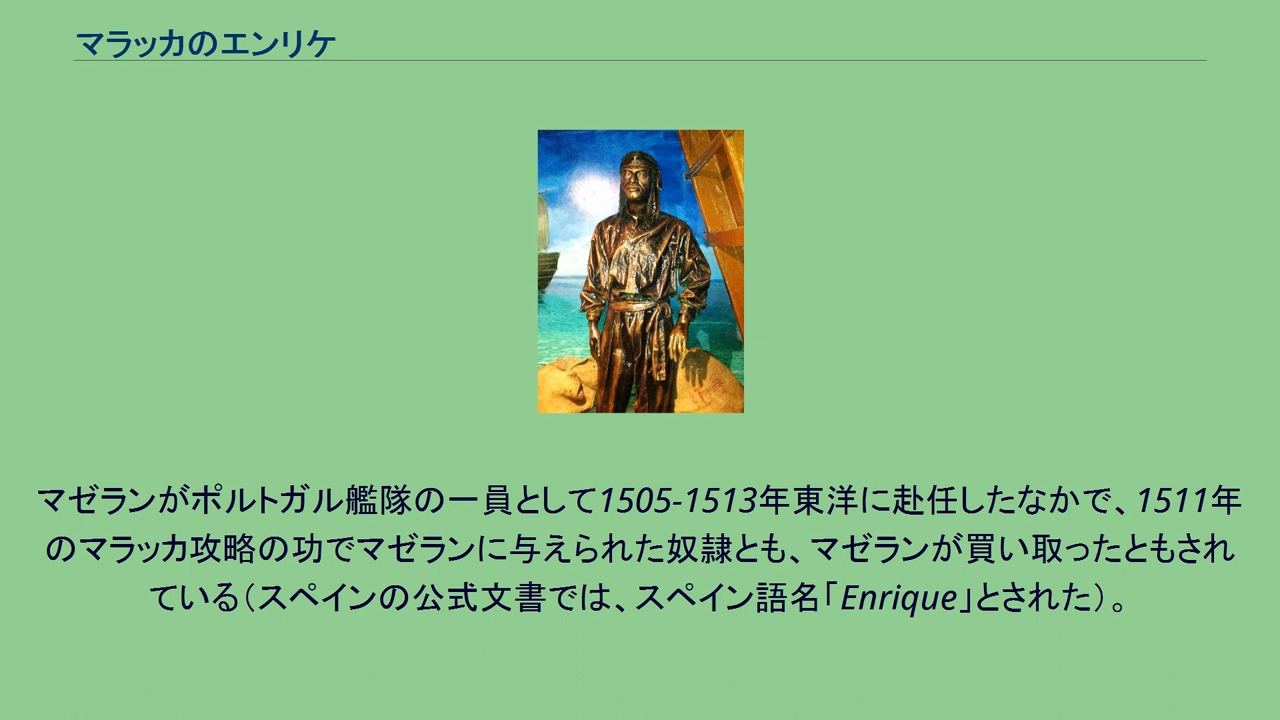 マラッカのエンリケ
マゼランがポルトガル艦隊の一員として1505-1513年東洋に赴任したなかで、1511年
のマラッカ攻略の功でマゼランに与えられた奴隷とも、マゼランが買い取ったともされ
ている（スペインの公式文書では、スペイン語名「Enrique」とされた）。